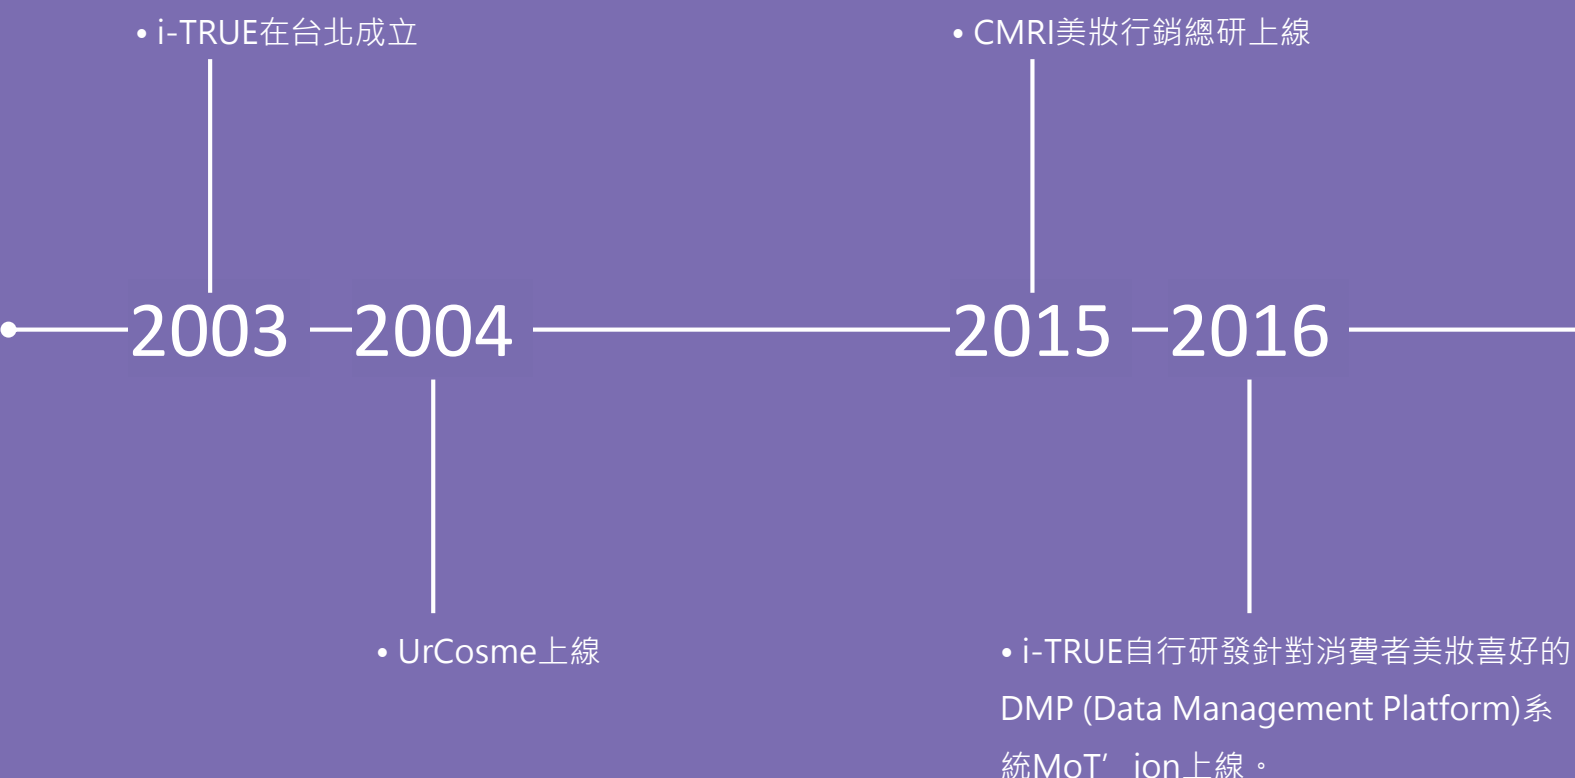 • i-TRUE在台北成立
• CMRI美妝行銷總研上線
2003
2004
2015
2016
• UrCosme上線
• i-TRUE自行研發針對消費者美妝喜好的
DMP (Data Management Platform)系
統MoT’ion上線。